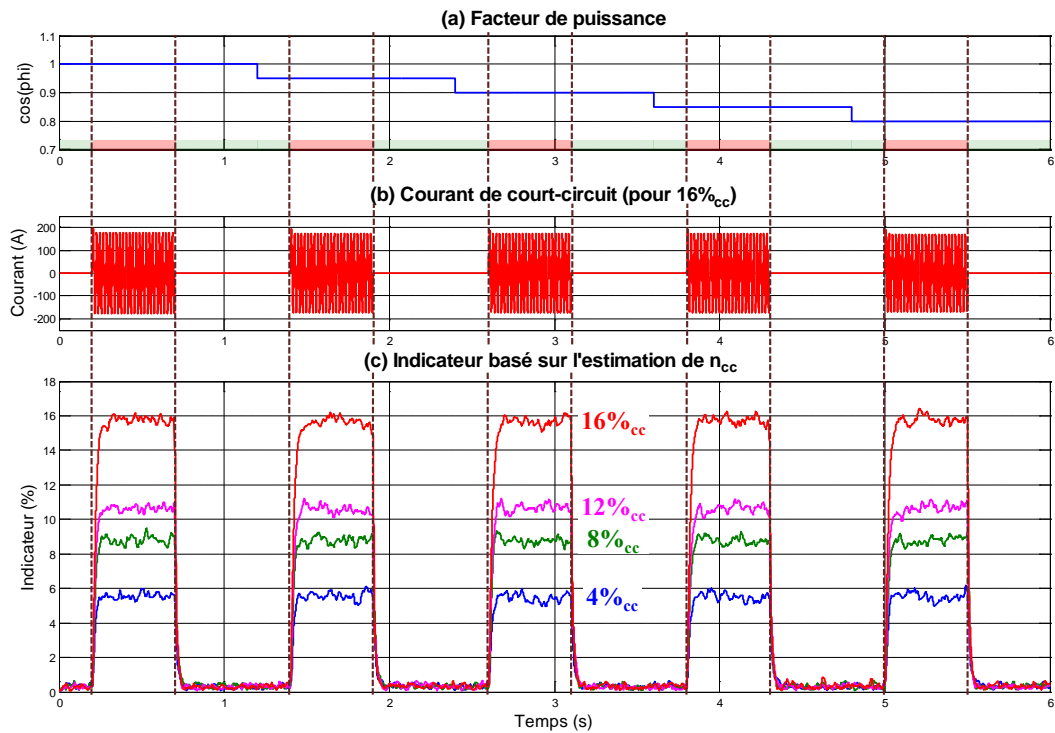 (a) Facteur de puissance
1.1
1
0.9
0.8
0.7
cos(phi)
0 1 2 3 4 5 6
(b) Courant de court-circuit (pour 16%cc)
200
100
0
-100
-200
Courant (A)
0 1 2 3 4 5 6
(c) Indicateur basé sur l'estimation de ncc
18
16
14
12
10
8
6
4
2
0
Indicateur (%)
16%cc
12%cc
8%cc
4%cc
0 1 2 3 4 5 6
Temps (s)